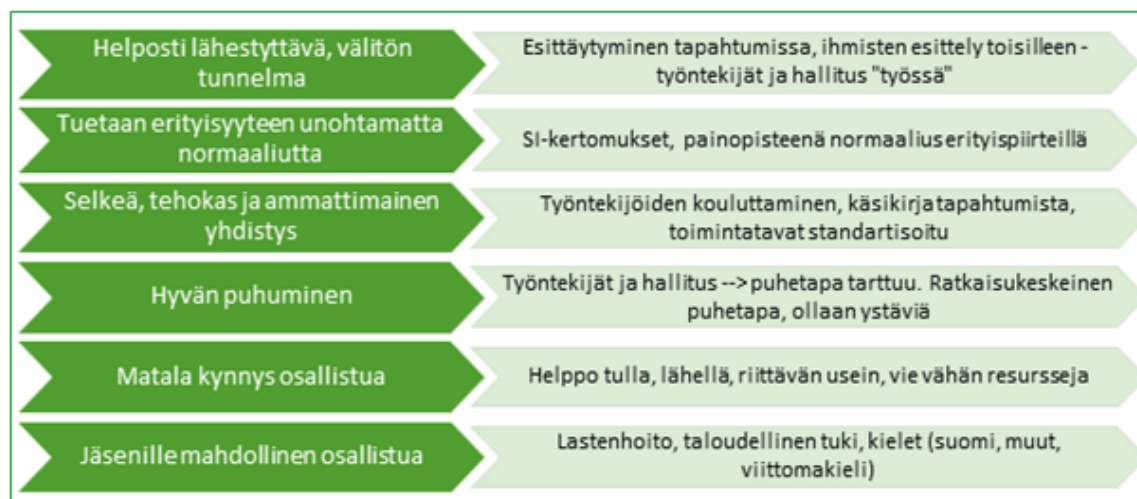 Helposti lähestyttävä, välitön
tunnelma
Esittäytyminen tapahtumissa, ihmisten esittely toisilleen -
työntekijät ja hallitus "työssä"
Tuetaan erityisyyteen unohtamatta
normaaliutta
SI-kertomukset, painopisteenä normaalius erityispiirteillä
Selkeä, tehokas ja ammattimainen
yhdistys
Työntekijöiden kouluttaminen, käsikirja tapahtumista,
toimintatavat standartisoitu
Hyvän puhuminen
Työntekijät ja hallitus --> puhetapa tarttuu. Ratkaisukeskeinen
puhetapa, ollaan ystäviä
Matala kynnys osallistua
Helppo tulla, lähellä, riittävän usein, vie vähän resursseja
Jäsenille mahdollinen osallistua
Lastenhoito, taloudellinen tuki, kielet (suomi, muut,
viittomakieli)